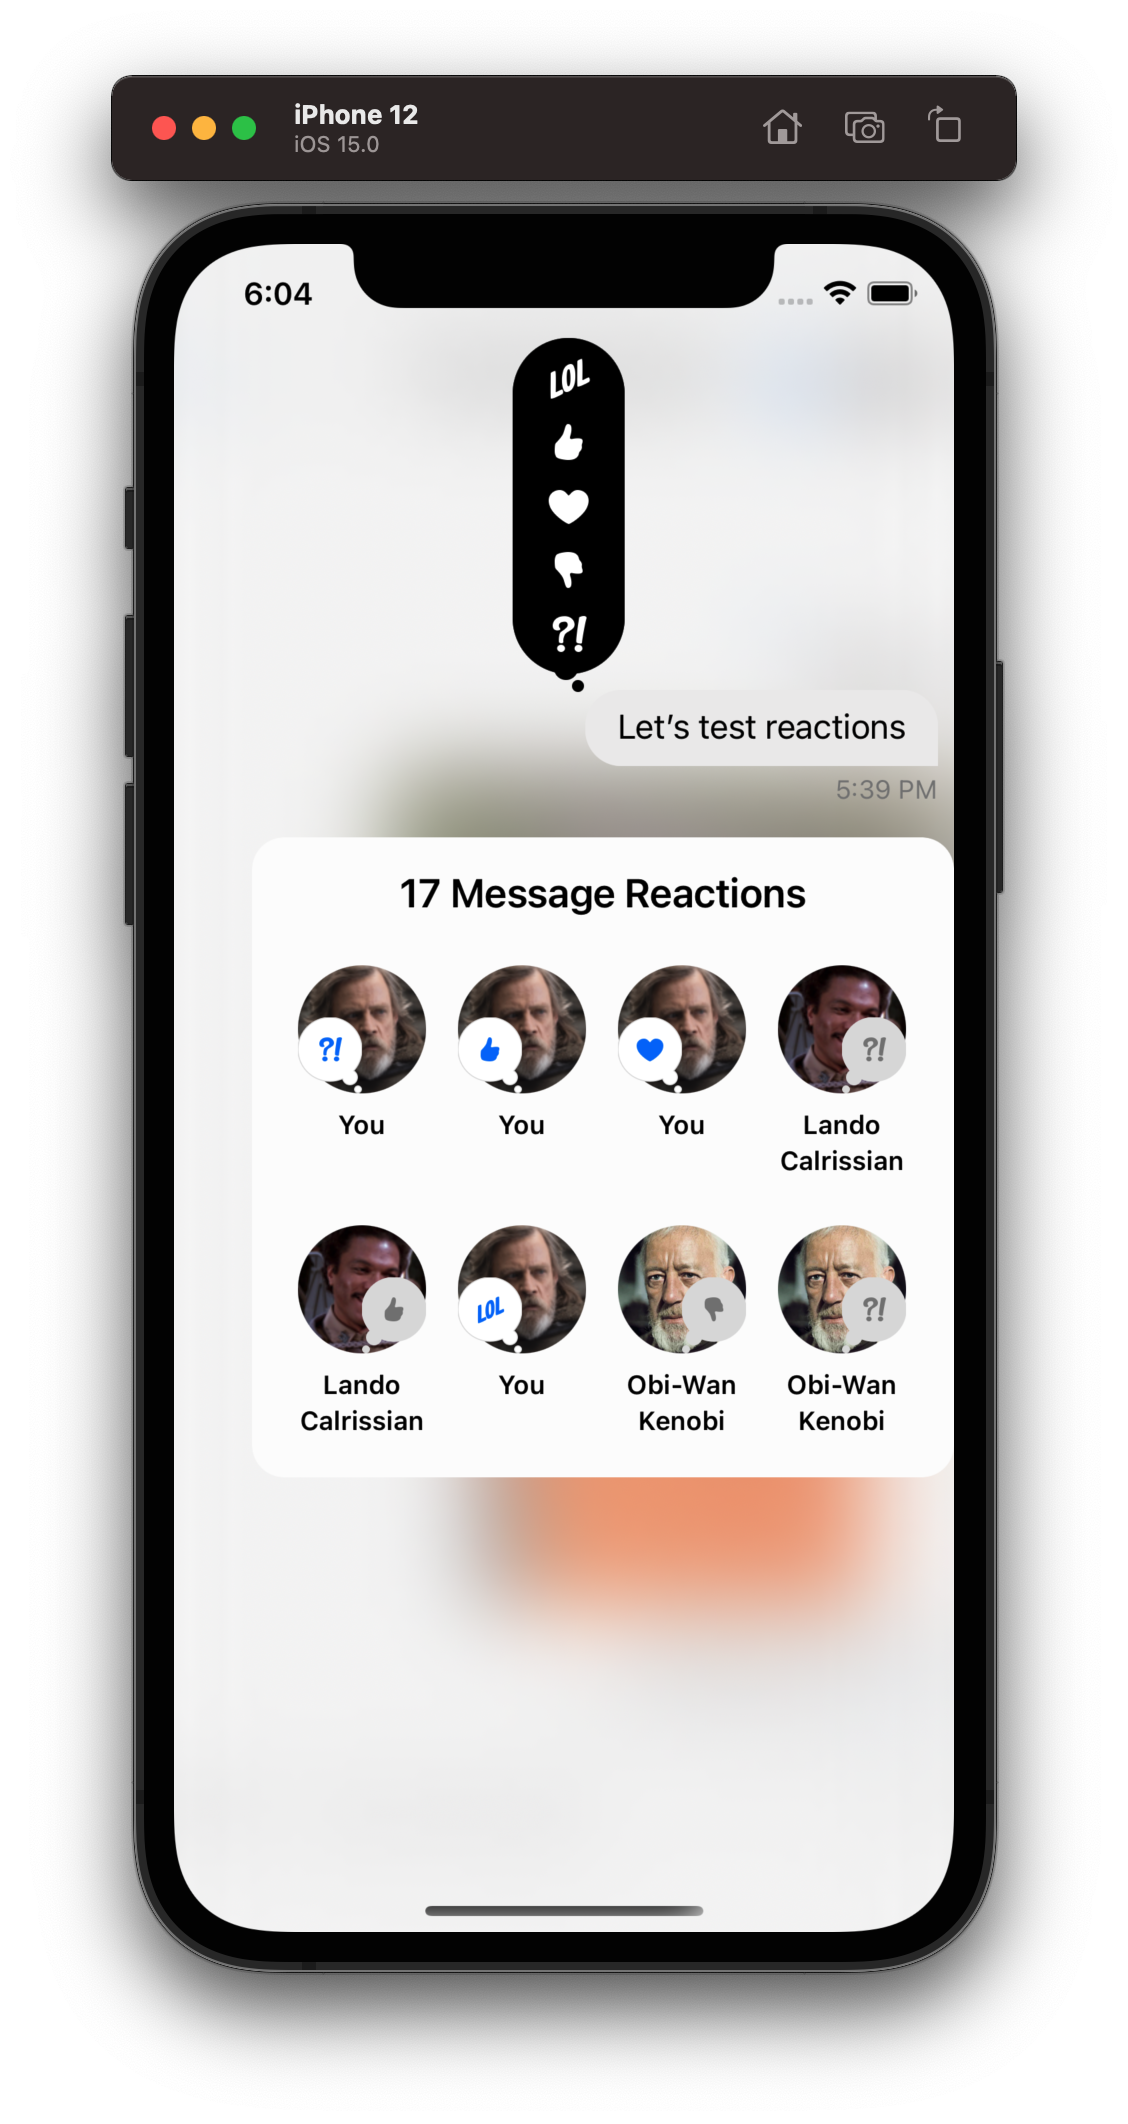 iPhone 12
iOS 15.0
6:04
LOL
?!
Let’s test reactions
5:39 PM
17 Message Reactions
?!
?!
You
You
You
Lando
Calrissian
LOL
?!
Lando
Calrissian
You
Obi-Wan
Kenobi
Obi-Wan
Kenobi